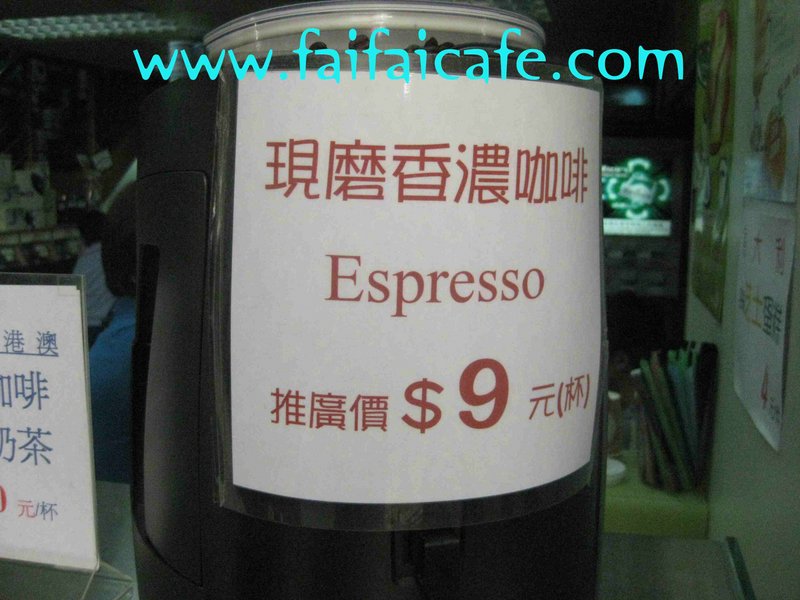 www.faifaicafe.com
現磨香濃咖啡
Espresso
推廣價 $9 元(杯)
港澳
咖啡
奶茶
0 元/杯